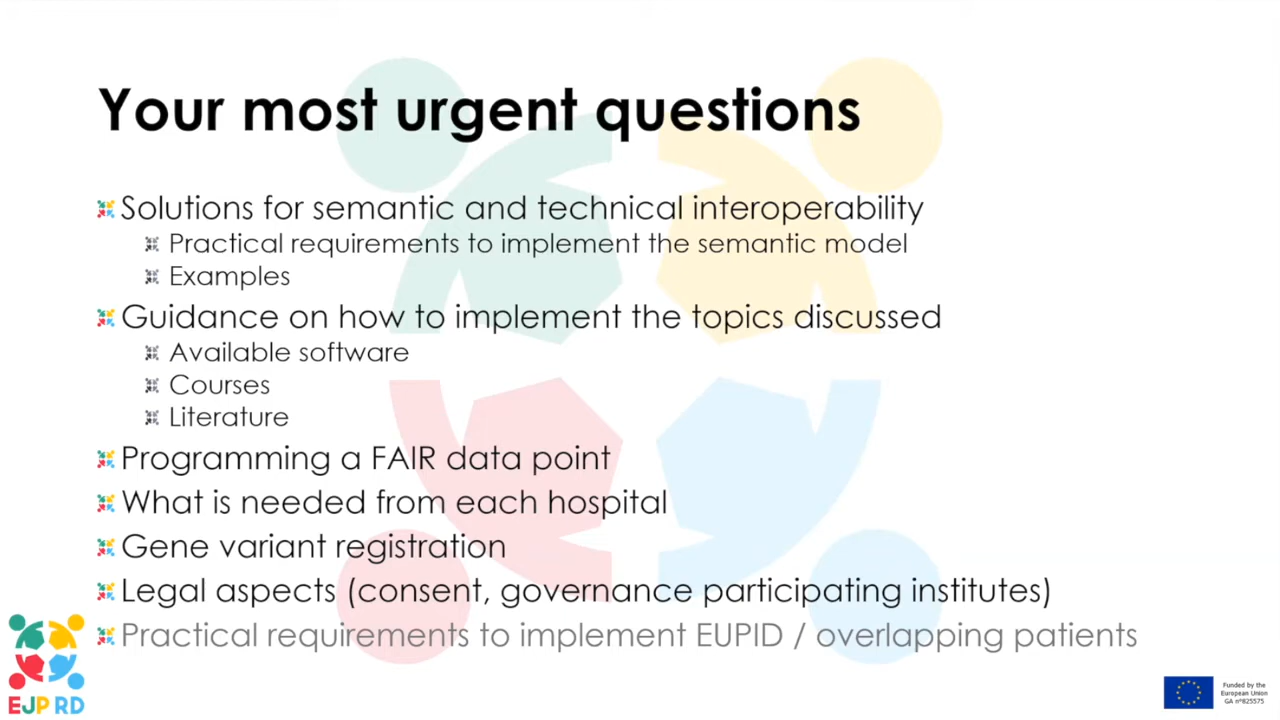 Your most urgent questions
Solutions for semantic and technical interoperability
Practical requirements to implement the semantic model
Examples
Guidance on how to implement the topics discussed
Available software
Courses
Literature
Programming a FAIR data point
What is needed from each hospital
Gene variant registration
Legal aspects (consent, governance participating institutes)
Practical requirements to implement EUPID / overlapping patients
EJP RD
Funded by the
European Union
GA n°825575